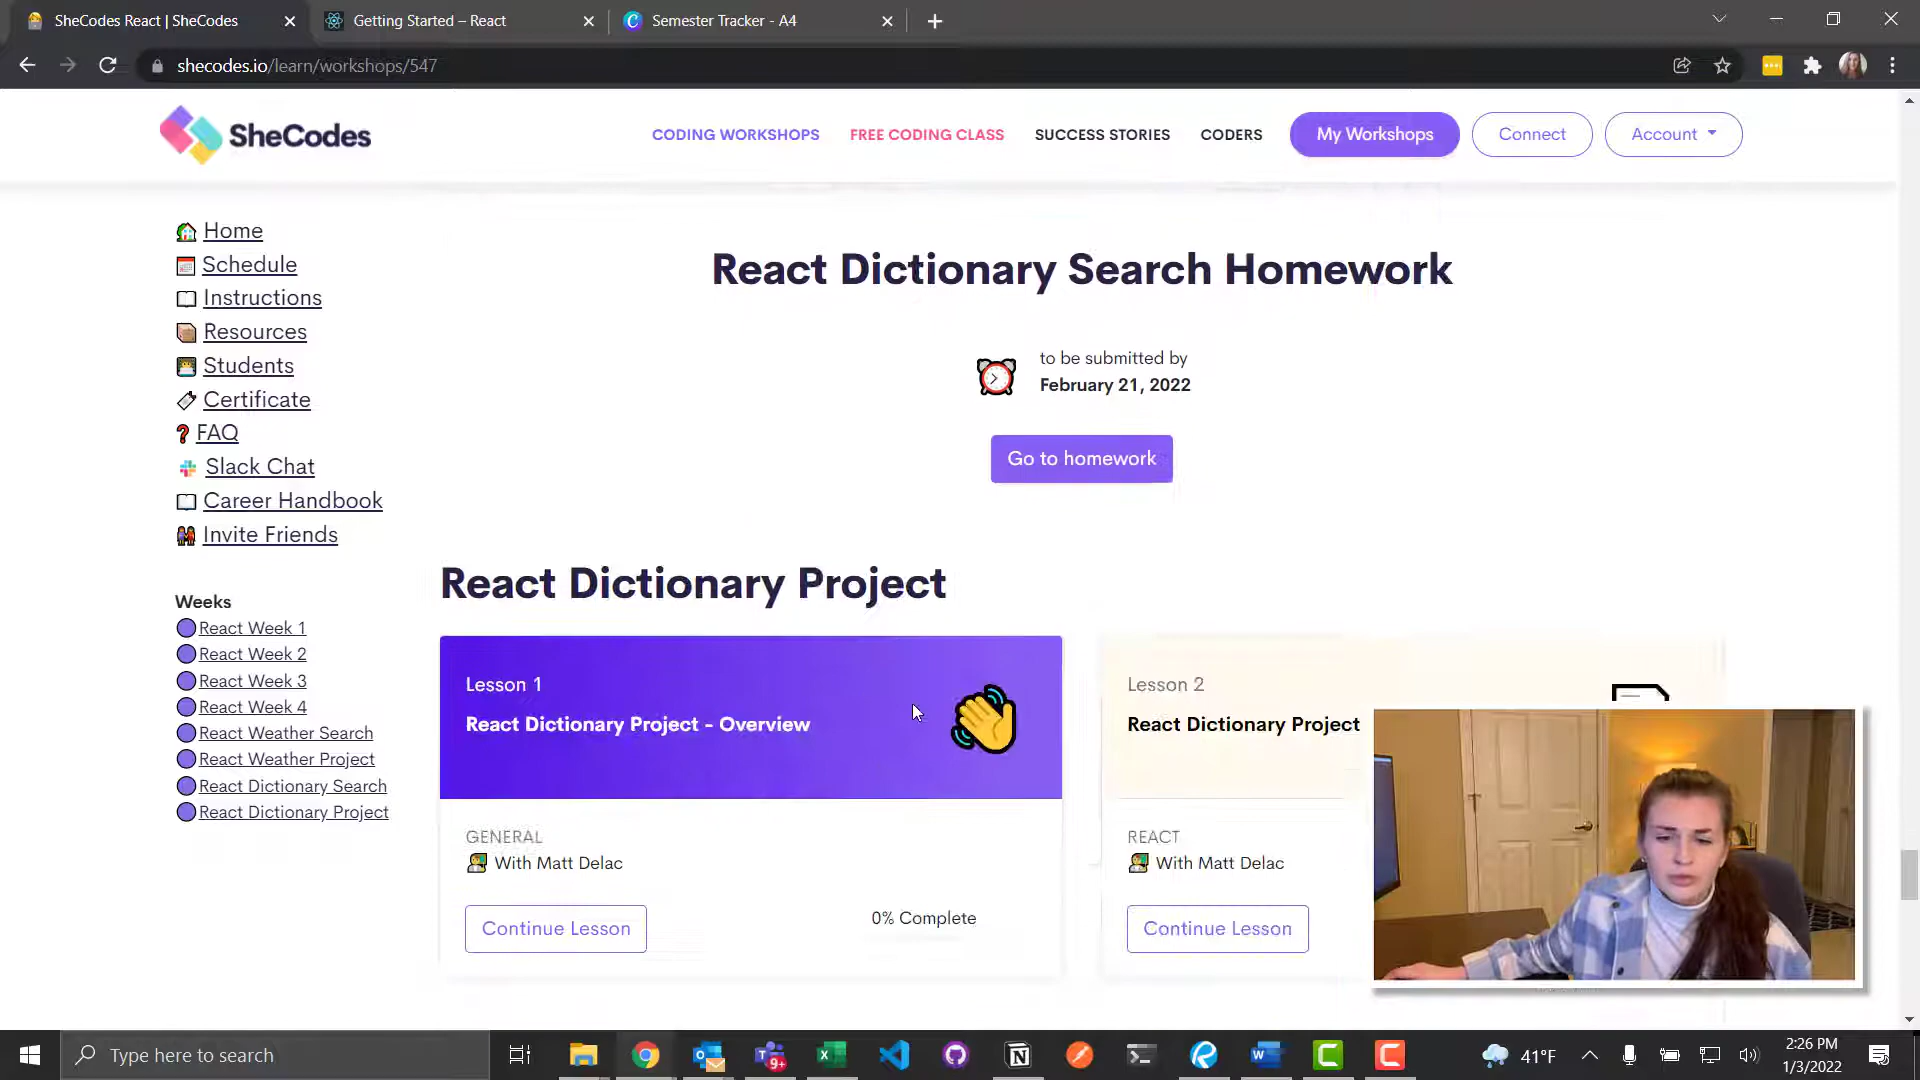 SheCodes React | SheCodes
Getting Started – React
Semester Tracker - A4
shecodes.io/learn/workshops/547
SheCodes
CODING WORKSHOPS
FREE CODING CLASS
SUCCESS STORIES
CODERS
My Workshops
Connect
Account
Home
Schedule
Instructions
Resources
Students
Certificate
FAQ
Slack Chat
Career Handbook
Invite Friends
Weeks
React Week 1
React Week 2
React Week 3
React Week 4
React Weather Search
React Weather Project
React Dictionary Search
React Dictionary Project
React Dictionary Search Homework
to be submitted by
February 21, 2022
Go to homework
React Dictionary Project
Lesson 1
React Dictionary Project - Overview
GENERAL
With Matt Delac
Continue Lesson
0% Complete
Lesson 2
React Dictionary Project
REACT
With Matt Delac
Continue Lesson
Type here to search
9+
41°F
2:26 PM
1/3/2022